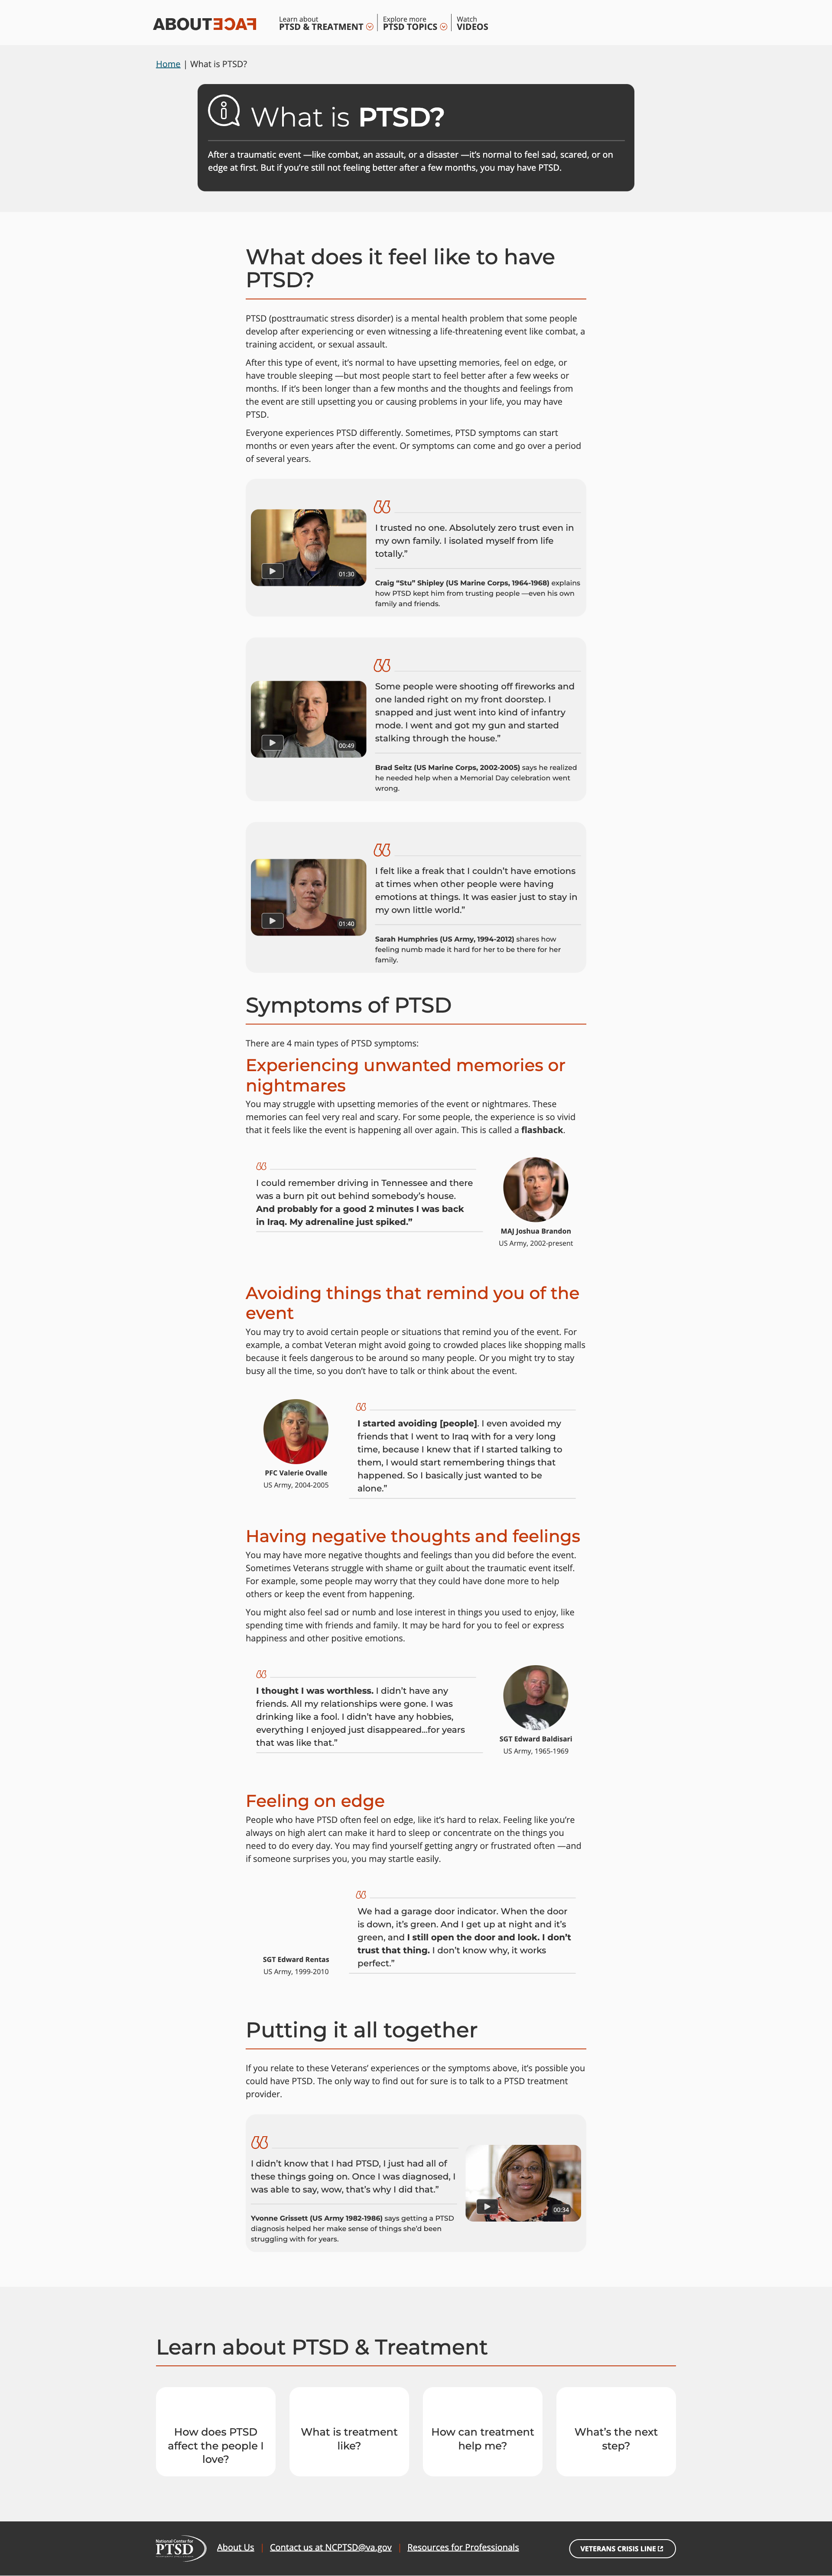 ABOUTFACE
Learn about
PTSD & TREATMENT
Explore more
PTSD TOPICS
Watch
VIDEOS
Home | What is PTSD?
What is PTSD?
After a traumatic event —like combat, an assault, or a disaster —it's normal to feel sad, scared, or on
edge at first. But if you're still not feeling better after a few months, you may have PTSD.
What does it feel like to have
PTSD?
PTSD (posttraumatic stress disorder) is a mental health problem that some people
develop after experiencing or even witnessing a life-threatening event like combat, a
training accident, or sexual assault.
After this type of event, it's normal to have upsetting memories, feel on edge, or
have trouble sleeping —but most people start to feel better after a few weeks or
months. If it's been longer than a few months and the thoughts and feelings from
the event are still upsetting you or causing problems in your life, you may have
PTSD.
Everyone experiences PTSD differently. Sometimes, PTSD symptoms can start
months or even years after the event. Or symptoms can come and go over a period
of several years.
01:30
I trusted no one. Absolutely zero trust even in
my own family. I isolated myself from life
totally.”
Craig “Stu” Shipley (US Marine Corps, 1964-1968) explains
how PTSD kept him from trusting people —even his own
family and friends.
00:49
Some people were shooting off fireworks and
one landed right on my front doorstep. I
snapped and just went into kind of infantry
mode. I went and got my gun and started
stalking through the house.”
Brad Seitz (US Marine Corps, 2002-2005) says he realized
he needed help when a Memorial Day celebration went
wrong.
01:40
I felt like a freak that I couldn't have emotions
at times when other people were having
emotions at things. It was easier just to stay in
my own little world.”
Sarah Humphries (US Army, 1994-2012) shares how
feeling numb made it hard for her to be there for her
family.
Symptoms of PTSD
There are 4 main types of PTSD symptoms:
Experiencing unwanted memories or
nightmares
You may struggle with upsetting memories of the event or nightmares. These
memories can feel very real and scary. For some people, the experience is so vivid
that it feels like the event is happening all over again. This is called a flashback.
I could remember driving in Tennessee and there
was a burn pit out behind somebody's house.
And probably for a good 2 minutes I was back
in Iraq. My adrenaline just spiked.”
MAJ Joshua Brandon
US Army, 2002-present
Avoiding things that remind you of the
event
You may try to avoid certain people or situations that remind you of the event. For
example, a combat Veteran might avoid going to crowded places like shopping malls
because it feels dangerous to be around so many people. Or you might try to stay
busy all the time, so you don't have to talk or think about the event.
PFC Valerie Ovalle
US Army, 2004-2005
I started avoiding [people]. I even avoided my
friends that I went to Iraq with for a very long
time, because I knew that if I started talking to
them, I would start remembering things that
happened. So I basically just wanted to be
alone.”
Having negative thoughts and feelings
You may have more negative thoughts and feelings than you did before the event.
Sometimes Veterans struggle with shame or guilt about the traumatic event itself.
For example, some people may worry that they could have done more to help
others or keep the event from happening.
You might also feel sad or numb and lose interest in things you used to enjoy, like
spending time with friends and family. It may be hard for you to feel or express
happiness and other positive emotions.
I thought I was worthless. I didn't have any
friends. All my relationships were gone. I was
drinking like a fool. I didn't have any hobbies,
everything I enjoyed just disappeared...for years
that was like that.”
SGT Edward Baldisari
US Army, 1965-1969
Feeling on edge
People who have PTSD often feel on edge, like it's hard to relax. Feeling like you're
always on high alert can make it hard to sleep or concentrate on the things you
need to do every day. You may find yourself getting angry or frustrated often —and
if someone surprises you, you may startle easily.
SGT Edward Rentas
US Army, 1999-2010
We had a garage door indicator. When the door
is down, it's green. And I get up at night and it's
green, and I still open the door and look. I don't
trust that thing. I don't know why, it works
perfect.”
Putting it all together
If you relate to these Veterans' experiences or the symptoms above, it's possible you
could have PTSD. The only way to find out for sure is to talk to a PTSD treatment
provider.
I didn't know that I had PTSD, I just had all of
these things going on. Once I was diagnosed, I
was able to say, wow, that's why I did that.”
Yvonne Grissett (US Army 1982-1986) says getting a PTSD
diagnosis helped her make sense of things she'd been
struggling with for years.
00:34
Learn about PTSD & Treatment
How does PTSD
affect the people I
love?
What is treatment
like?
How can treatment
help me?
What's the next
step?
National Center for
PTSD
About Us | Contact us at NCPTSD@va.gov | Resources for Professionals
VETERANS CRISIS LINE